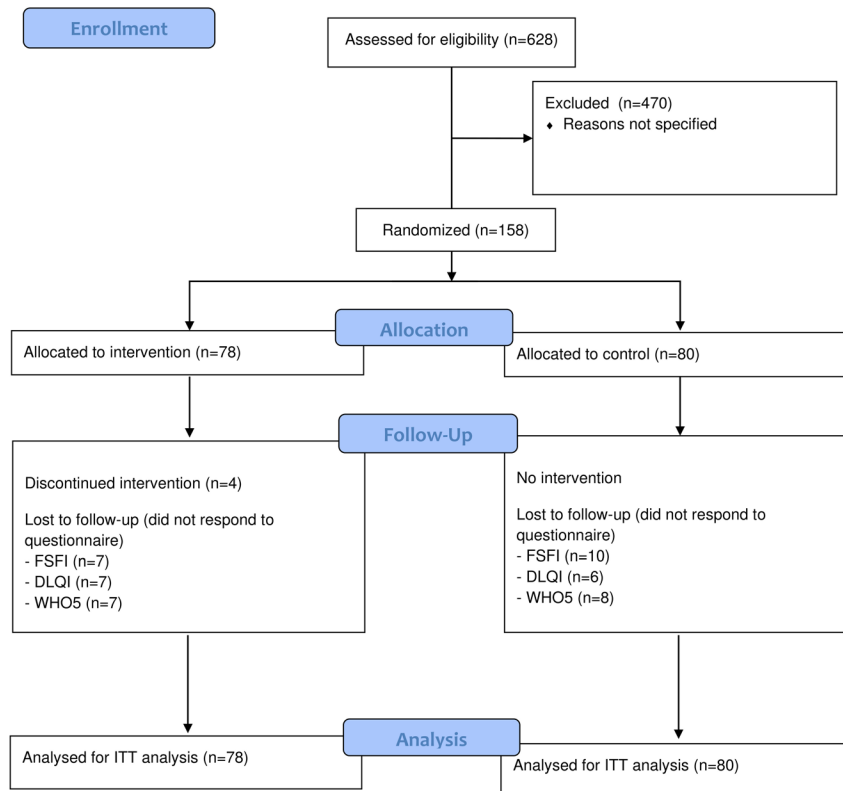 Enrollment
Assessed for eligibility (n=628)
Excluded  (n=470)
♦ Reasons not specified
Randomized (n=158)
Allocation
Allocated to intervention (n=78)
Allocated to control (n=80)
Follow-Up
Discontinued intervention (n=4)
Lost to follow-up (did not respond to
questionnaire)
- FSFI (n=7)
- DLQI (n=7)
- WHO5 (n=7)
No intervention
Lost to follow-up (did not respond to
questionnaire)
- FSFI (n=10)
- DLQI (n=6)
- WHO5 (n=8)
Analysis
Analysed for ITT analysis (n=78)
Analysed for ITT analysis (n=80)